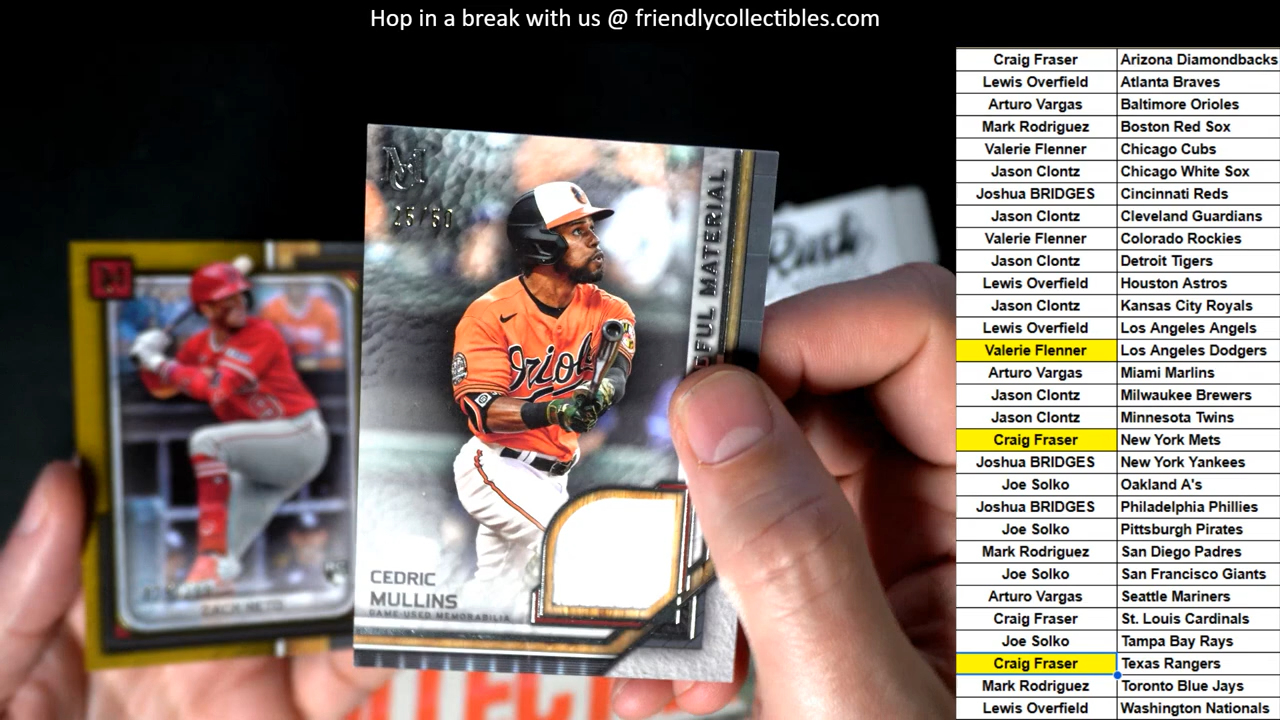 Hop in a break with us @ friendlycollectibles.com
25/50
FUL MATERIAL
Oriol
CEDRIC
MULLINS
GAME-USED MEMORABILIA
Rush
ZACH NETO
Craig Fraser Arizona Diamondbacks
Lewis Overfield Atlanta Braves
Arturo Vargas Baltimore Orioles
Mark Rodriguez Boston Red Sox
Valerie Flenner Chicago Cubs
Jason Clontz Chicago White Sox
Joshua BRIDGES Cincinnati Reds
Jason Clontz Cleveland Guardians
Valerie Flenner Colorado Rockies
Jason Clontz Detroit Tigers
Lewis Overfield Houston Astros
Jason Clontz Kansas City Royals
Lewis Overfield Los Angeles Angels
Valerie Flenner Los Angeles Dodgers
Arturo Vargas Miami Marlins
Jason Clontz Milwaukee Brewers
Jason Clontz Minnesota Twins
Craig Fraser New York Mets
Joshua BRIDGES New York Yankees
Joe Solko Oakland A's
Joshua BRIDGES Philadelphia Phillies
Joe Solko Pittsburgh Pirates
Mark Rodriguez San Diego Padres
Joe Solko San Francisco Giants
Arturo Vargas Seattle Mariners
Craig Fraser St. Louis Cardinals
Joe Solko Tampa Bay Rays
Craig Fraser Texas Rangers
Mark Rodriguez Toronto Blue Jays
Lewis Overfield Washington Nationals